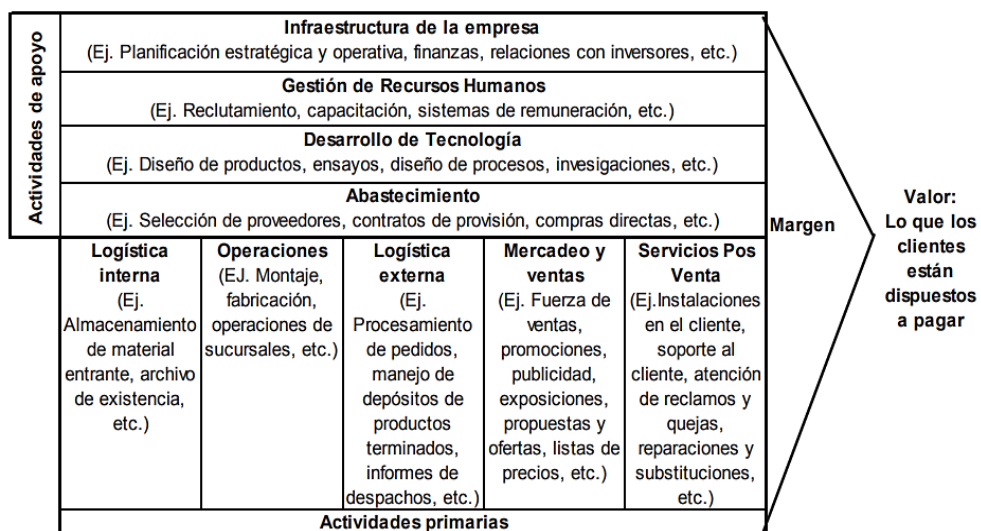 Actividades de apoyo
Infraestructura de la empresa
(Ej. Planificación estratégica y operativa, finanzas, relaciones con inversores, etc.)
Gestión de Recursos Humanos
(Ej. Reclutamiento, capacitación, sistemas de remuneración, etc.)
Desarrollo de Tecnología
(Ej. Diseño de productos, ensayos, diseño de procesos, invesigaciones, etc.)
Abastecimiento
(Ej. Selección de proveedores, contratos de provisión, compras directas, etc.)
Logística
interna
(Ej.
Almacenamiento
de material
entrante, archivo
de existencia,
etc.)
Operaciones
(EJ. Montaje,
fabricación,
operaciones de
sucursales, etc.)
Logística
externa
(Ej.
Procesamiento
de pedidos,
manejo de
depósitos de
productos
terminados,
informes de
despachos, etc.)
Mercadeo y
ventas
(Ej. Fuerza de
ventas,
promociones,
publicidad,
exposiciones,
propuestas y
ofertas, listas de
precios, etc.)
Servicios Pos
Venta
(Ej.Instalaciones
en el cliente,
soporte al
cliente, atención
de reclamos y
quejas,
reparaciones y
substituciones,
etc.)
Actividades primarias
Margen
Valor:
Lo que los
clientes
están
dispuestos
a pagar